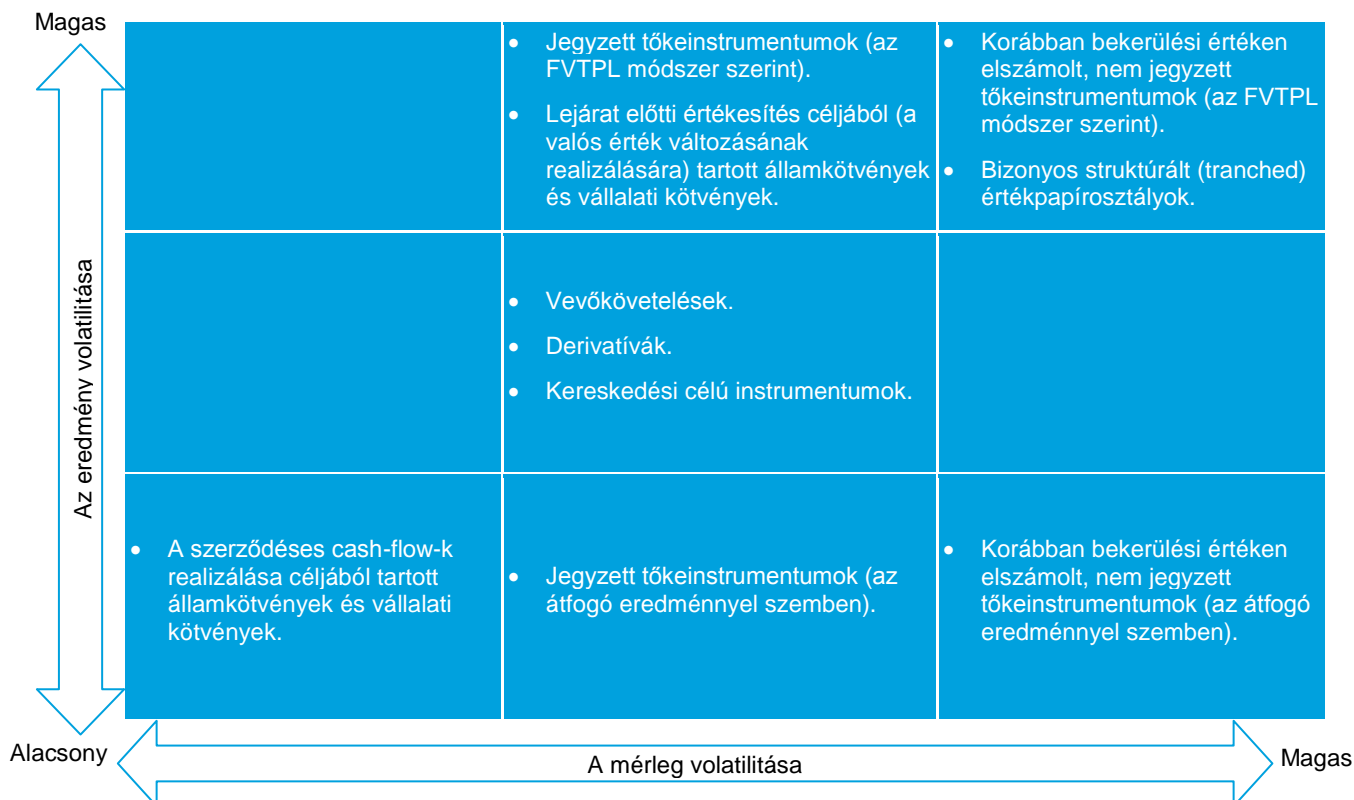 Magas
• Jegyzett tőkeinstrumentumok (az
FVTPL módszer szerint).
• Lejárat előtti értékesítés céljából (a
valós érték változásának
realizálására) tartott államkötvények
és vállalati kötvények.
• Korábban bekerülési értéken
elszámolt, nem jegyzett
tőkeinstrumentumok (az FVTPL
módszer szerint).
• Bizonyos struktúrált (tranched)
értékpapírosztályok.
Az eredmény volatilitása
• Vevőkövetelések.
• Derivatívák.
• Kereskedési célú instrumentumok.
• A szerződéses cash-flow-k
realizálása céljából tartott
államkötvények és vállalati
kötvények.
• Jegyzett tőkeinstrumentumok (az
átfogó eredménnyel szemben).
• Korábban bekerülési értéken
elszámolt, nem jegyzett
tőkeinstrumentumok (az átfogó
eredménnyel szemben).
Alacsony
A mérleg volatilitása
Magas